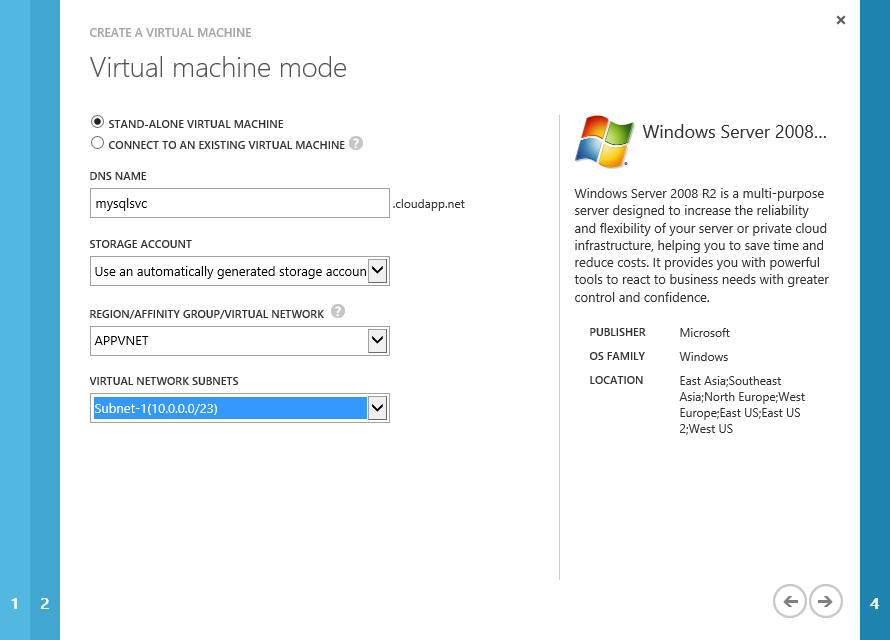 CREATE A VIRTUAL MACHINE
Virtual machine mode
STAND-ALONE VIRTUAL MACHINE
CONNECT TO AN EXISTING VIRTUAL MACHINE ?
DNS NAME
mysqlsvc .cloudapp.net
STORAGE ACCOUNT
Use an automatically generated storage accoun
REGION/AFFINITY GROUP/VIRTUAL NETWORK ?
APPVNET
VIRTUAL NETWORK SUBNETS
Subnet-1(10.0.0.0/23)
Windows Server 2008...
Windows Server 2008 R2 is a multi-purpose
server designed to increase the reliability
and flexibility of your server or private cloud
infrastructure, helping you to save time and
reduce costs. It provides you with powerful
tools to react to business needs with greater
control and confidence.
PUBLISHER Microsoft
OS FAMILY Windows
LOCATION East Asia;Southeast
Asia;North Europe;West
Europe;East US;East US
2;West US
1 2 4